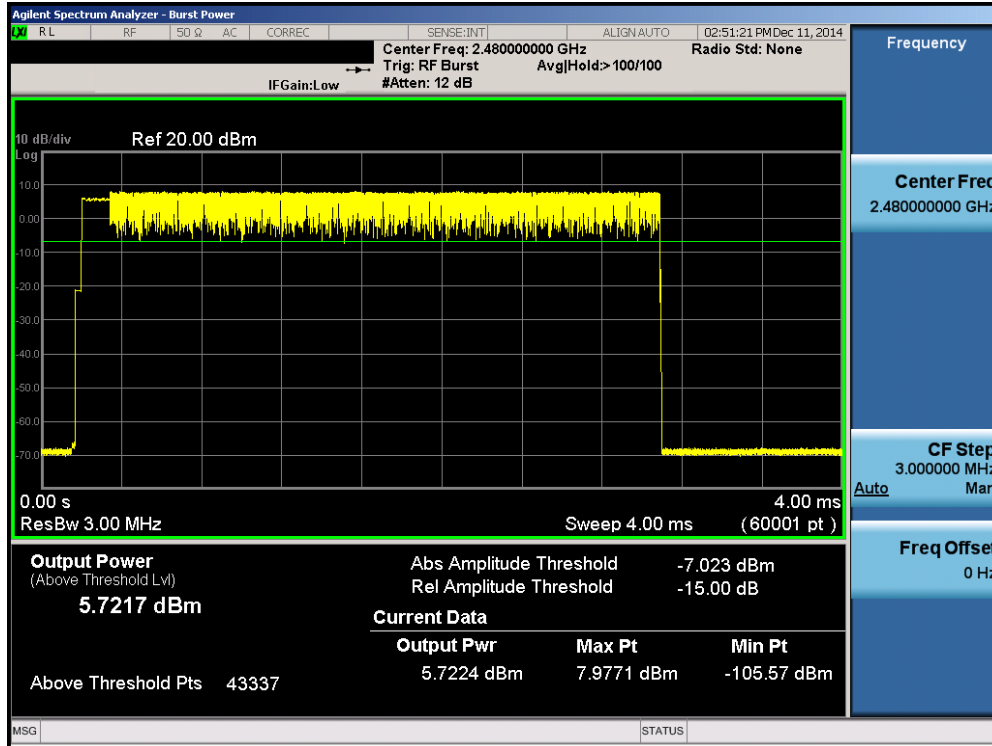 Agilent Spectrum Analyzer - Burst Power
LXI RL RF 50 Ω AC CORREC SENSE:INT ALIGN AUTO 02:51:21 PM Dec 11, 2014
Center Freq: 2.480000000 GHz Radio Std: None
Trig: RF Burst Avg|Hold:> 100/100
IFGain:Low #Atten: 12 dB
10 dB/div Ref 20.00 dBm
Log
10.0
0.00
-10.0
-20.0
-30.0
-40.0
-50.0
-60.0
-70.0
0.00 s 4.00 ms
ResBw 3.00 MHz Sweep 4.00 ms (60001 pt )
Output Power
(Above Threshold Lvl)
5.7217 dBm
Above Threshold Pts 43337
Abs Amplitude Threshold -7.023 dBm
Rel Amplitude Threshold -15.00 dB
Current Data
Output Pwr Max Pt Min Pt
5.7224 dBm 7.9771 dBm -105.57 dBm
MSG STATUS
Frequency
Center Freq
2.480000000 GHz
CF Step
3.000000 MHz
Auto Man
Freq Offset
0 Hz